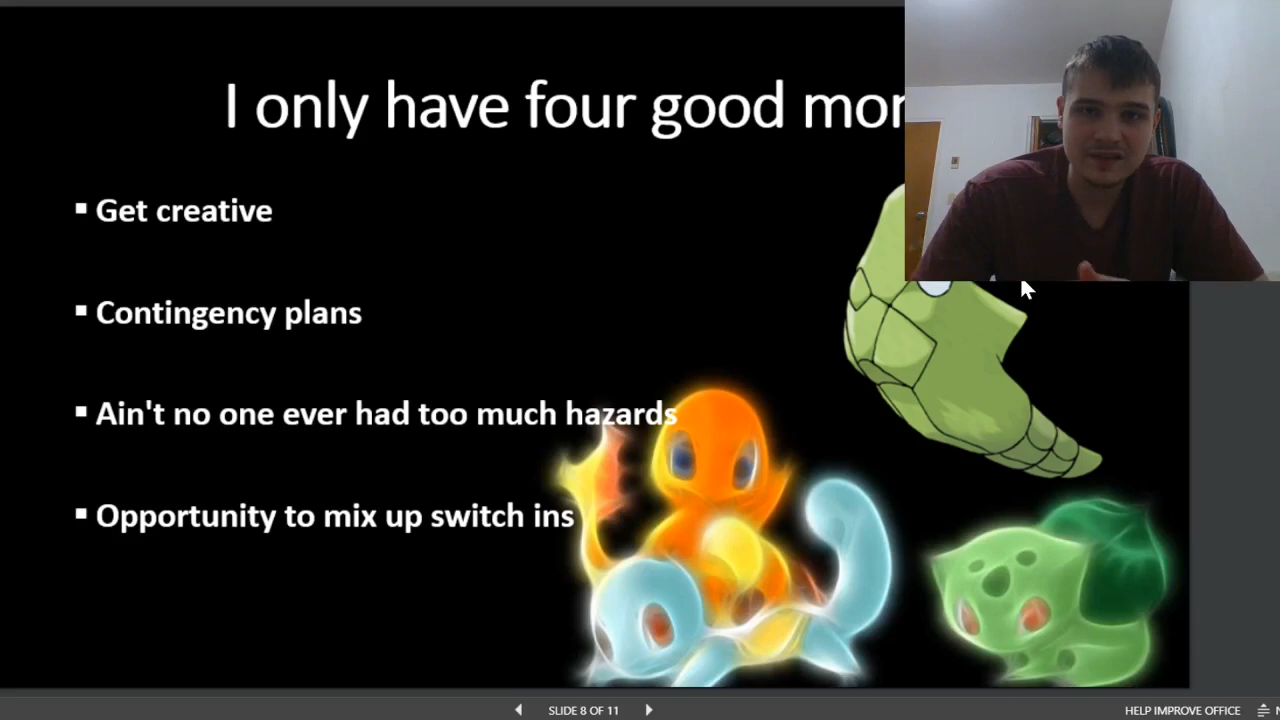 I only have four good mon
▪ Get creative
▪ Contingency plans
▪ Ain't no one ever had too much hazards
▪ Opportunity to mix up switch ins
SLIDE 8 OF 11
HELP IMPROVE OFFICE